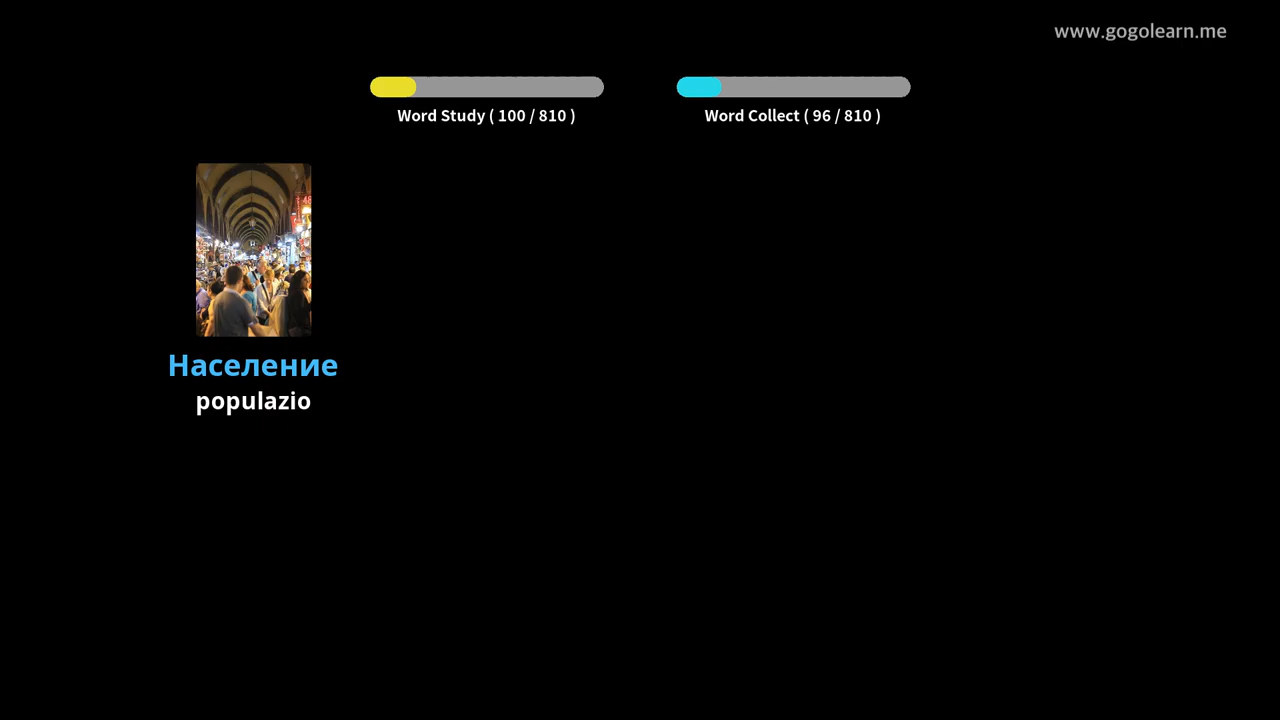 www.gogolearn.me
Word Study ( 100 / 810 )
Word Collect ( 96 / 810 )
Население
populazio